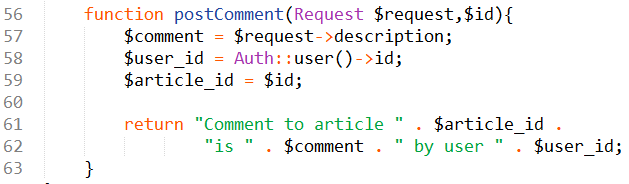 56 function postComment(Request $request,$id){
57 $comment = $request->description;
58 $user_id = Auth::user()->id;
59 $article_id = $id;
60
61 return "Comment to article " . $article_id .
62 "is " . $comment . " by user " . $user_id;
63 }